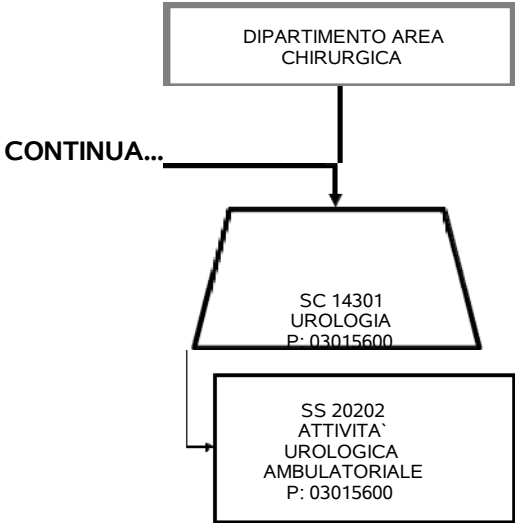 DIPARTIMENTO AREA
CHIRURGICA
CONTINUA...
SC 14301
UROLOGIA
P: 03015600
SS 20202
ATTIVITA`
UROLOGICA
AMBULATORIALE
P: 03015600